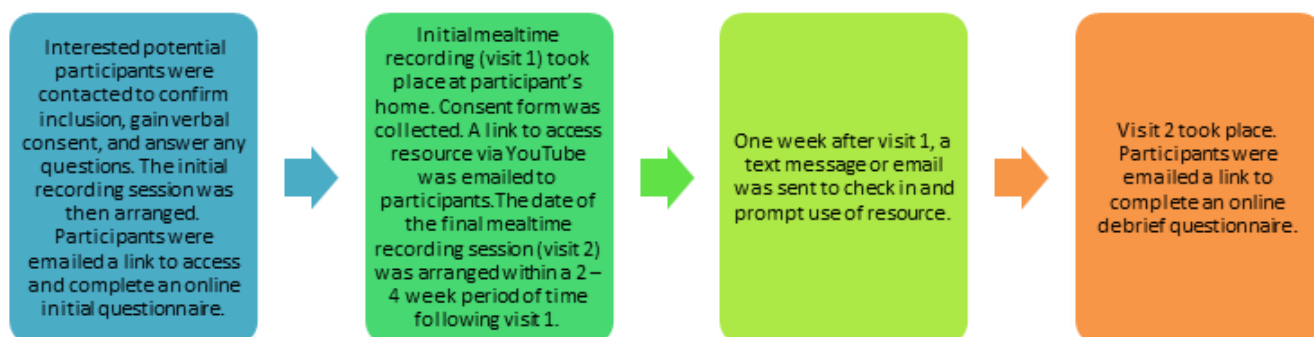 Interested potential
participants were
contacted to confirm
inclusion, gain verbal
consent, and answer any
questions. The initial
recording session was
then arranged.
Participants were
emailed a link to access
and complete an online
initial questionnaire.
Initial mealtime
recording (visit 1) took
place at participant's
home. Consent form was
collected. A link to access
resource via YouTube
was emailed to
participants.The date of
the final mealtime
recording session (visit 2)
was arranged within a 2 –
4 week period of time
following visit 1.
One week after visit 1, a
text message or email
was sent to check in and
prompt use of resource.
Visit 2 took place.
Participants were
emailed a link to
complete an online
debrief questionnaire.